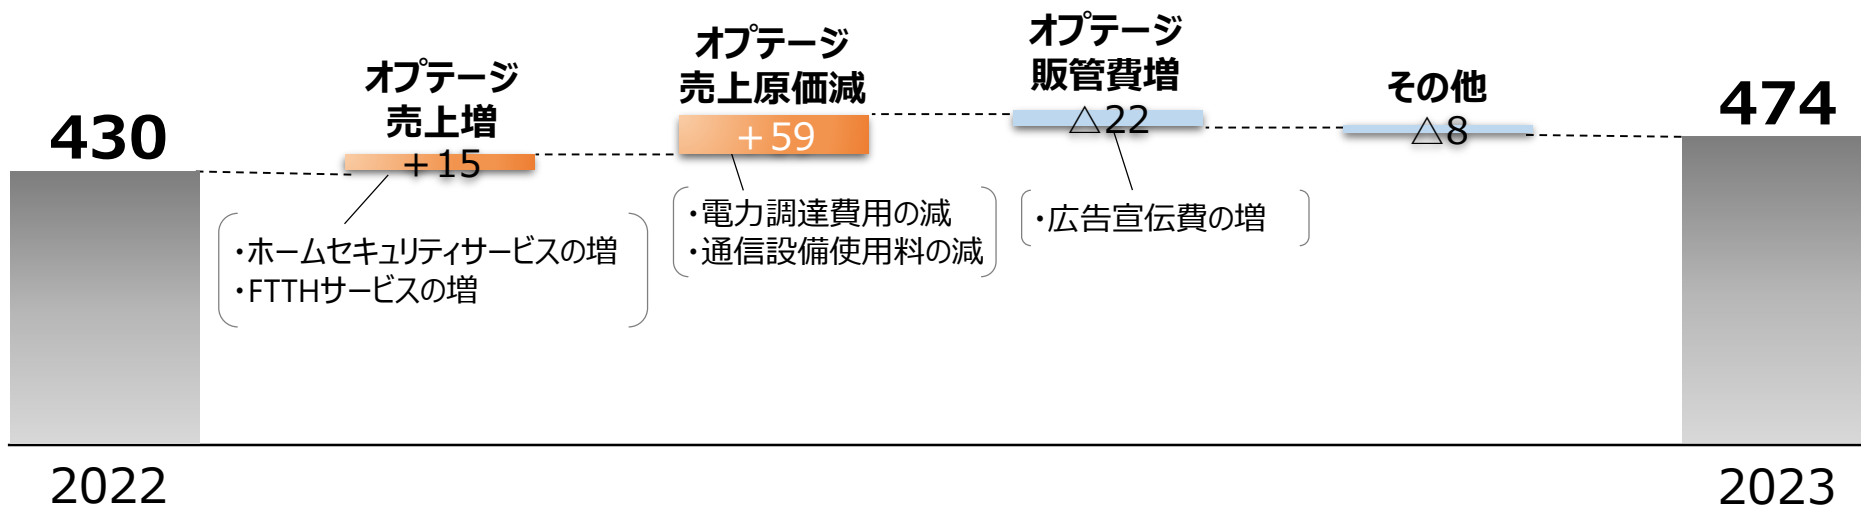 430
オプテージ
売上増
+15
・ホームセキュリティサービスの増
・FTTHサービスの増
オプテージ
売上原価減
+59
・電力調達費用の減
・通信設備使用料の減
オプテージ
販管費増
△22
・広告宣伝費の増
その他
△8
474
2022
2023